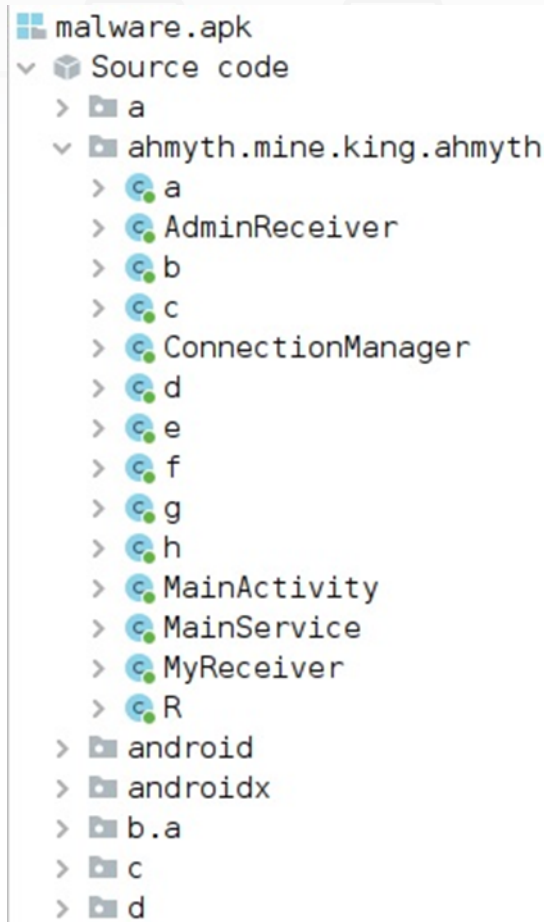 malware.apk
Source code
a
ahmyth.mine.king.ahmyth
a
AdminReceiver
b
c
ConnectionManager
d
e
f
g
h
MainActivity
MainService
MyReceiver
R
android
androidx
b.a
c
d